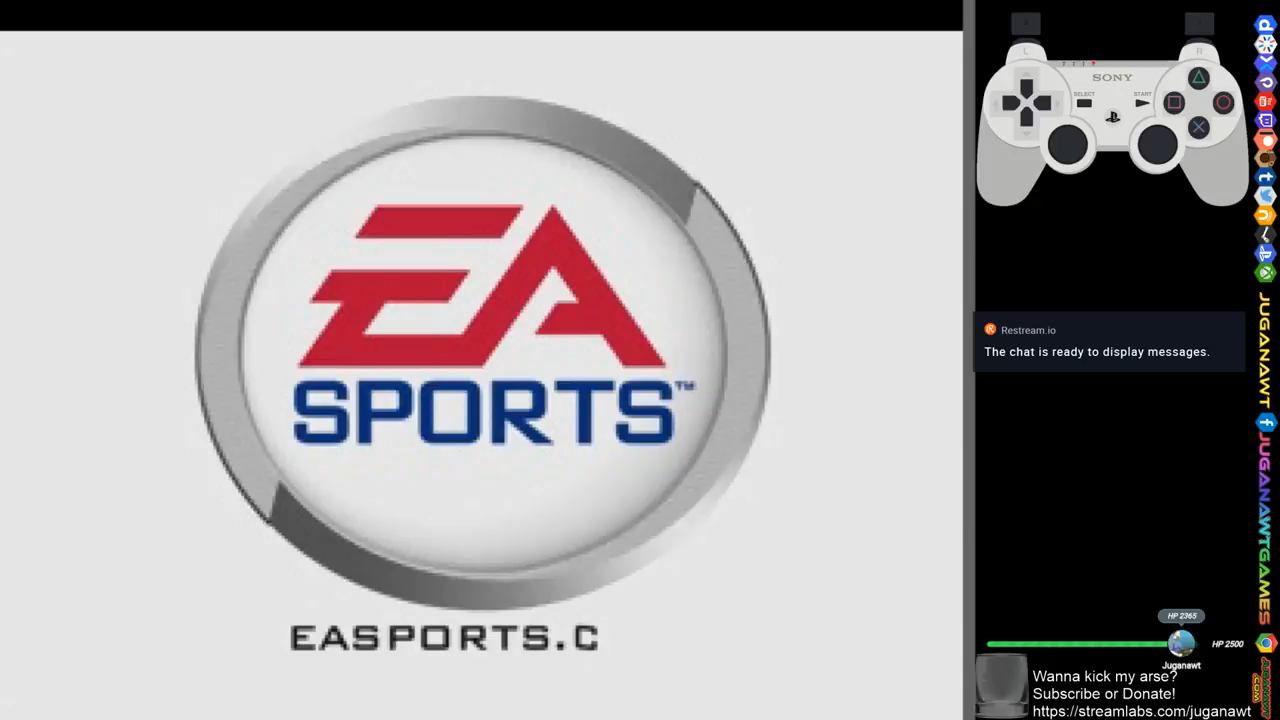 EA
SPORTS™
EASPORTS.C
L
R
SONY
SELECT
START
Restream.io
The chat is ready to display messages.
HP 2365
HP 2500
Juganawt
Wanna kick my arse?
Subscribe or Donate!
https://streamlabs.com/juganawt
JUGANAWT
JUGANAWTGAMES